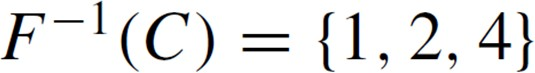 F⁻¹(C) = {1, 2, 4}